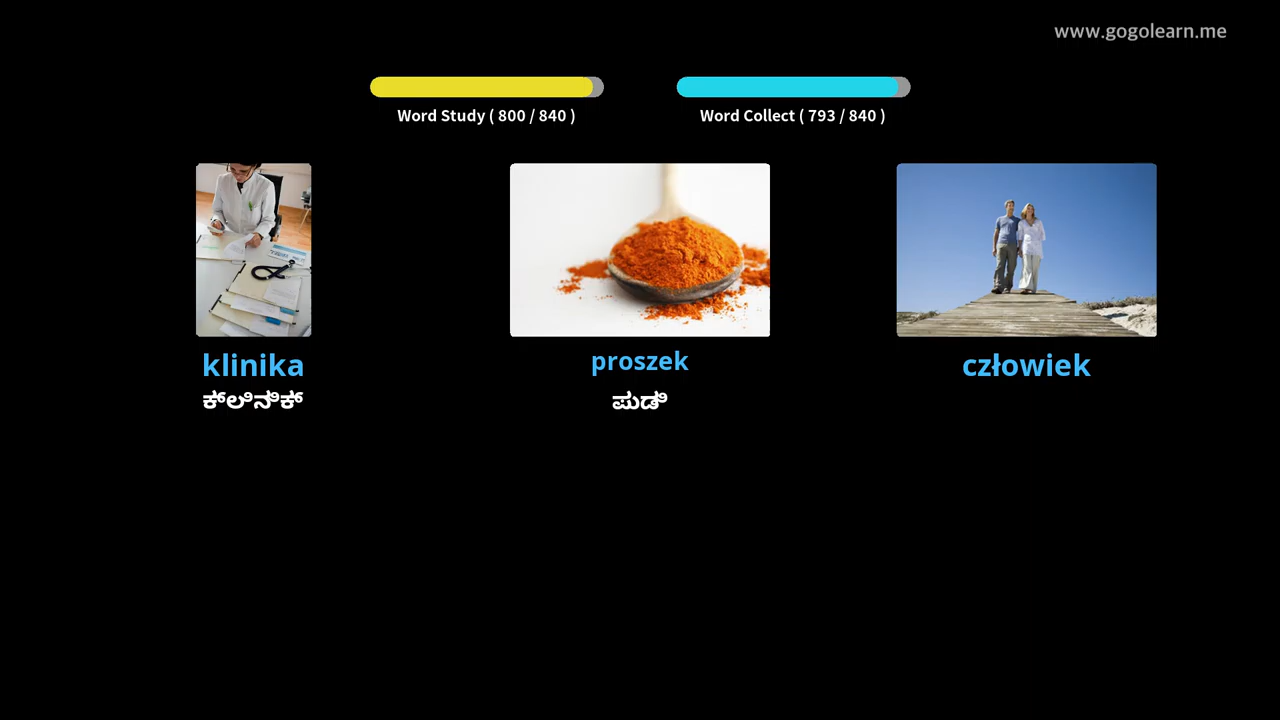 www.gogolearn.me
Word Study ( 800 / 840 )
Word Collect ( 793 / 840 )
klinika
proszek
człowiek
ಕ್ಲಿನಿಕ್
ಪುಡಿ